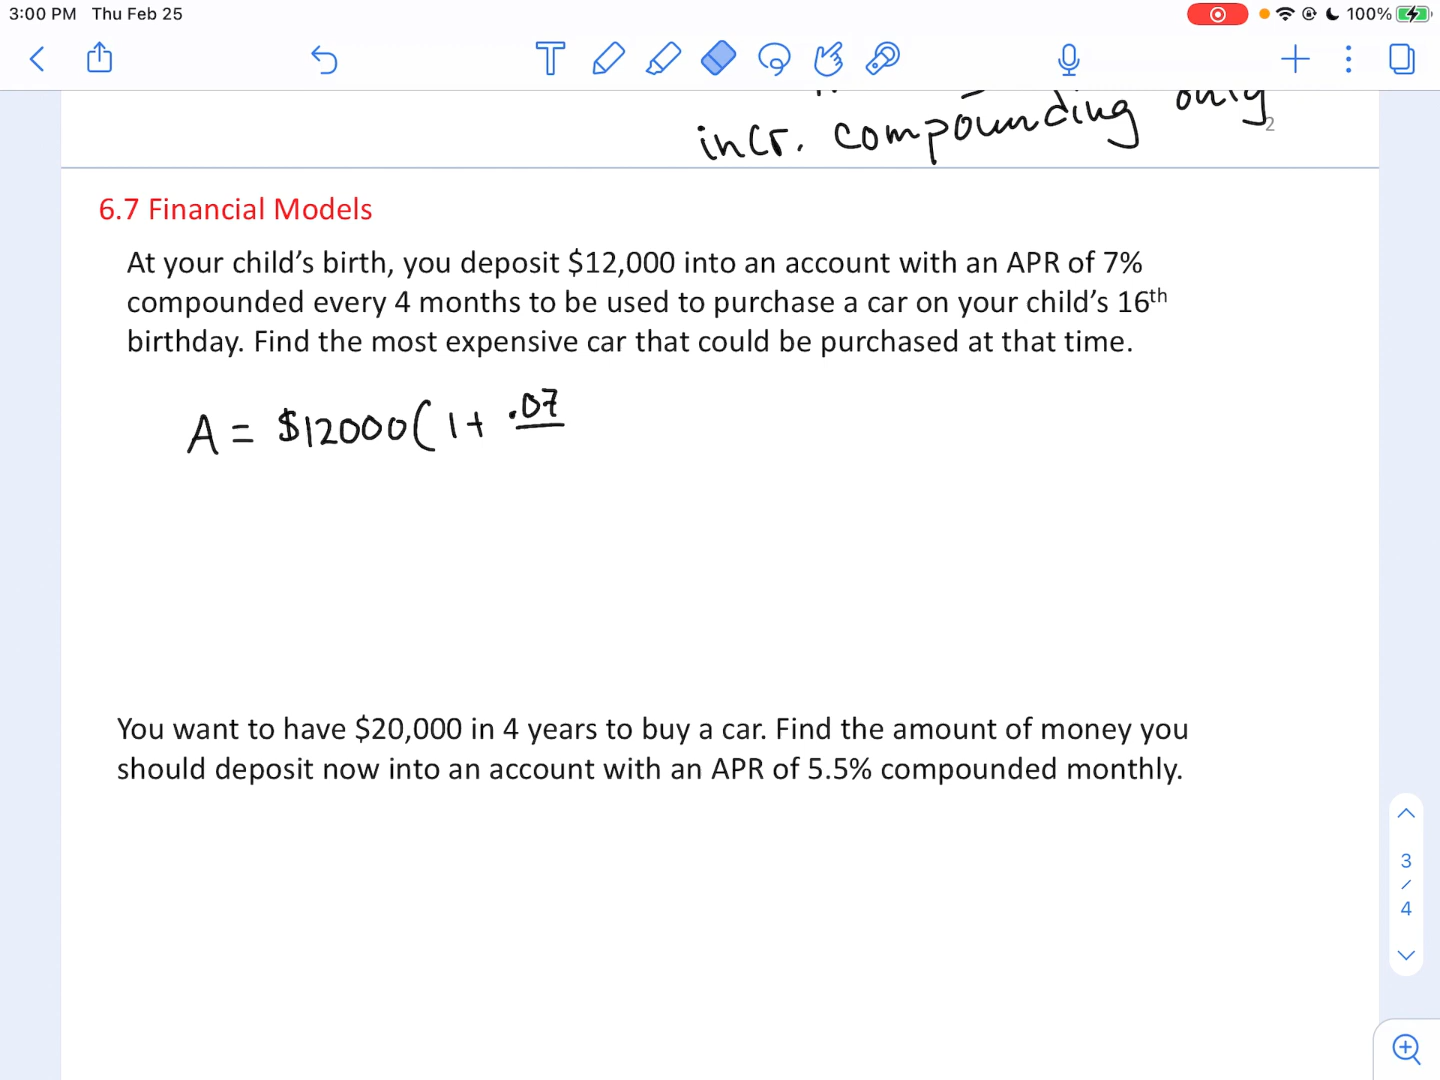 3:00 PM Thu Feb 25
100%
T
only
incr. compounding
2
6.7 Financial Models
At your child’s birth, you deposit $12,000 into an account with an APR of 7%
compounded every 4 months to be used to purchase a car on your child’s 16th
birthday. Find the most expensive car that could be purchased at that time.
A = $12000(1+ .07
You want to have $20,000 in 4 years to buy a car. Find the amount of money you
should deposit now into an account with an APR of 5.5% compounded monthly.
3
/
4